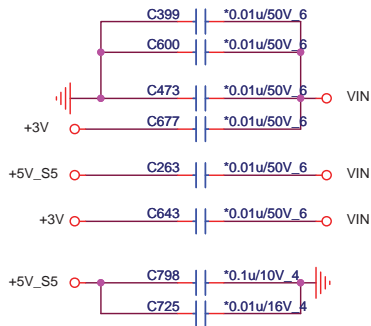 C399 *0.01u/50V_6
C600 *0.01u/50V_6
C473 *0.01u/50V_6 VIN
+3V C677 *0.01u/50V_6
+5V_S5 C263 *0.01u/50V_6 VIN
+3V C643 *0.01u/50V_6 VIN
+5V_S5 C798 *0.1u/10V_4
C725 *0.01u/16V_4